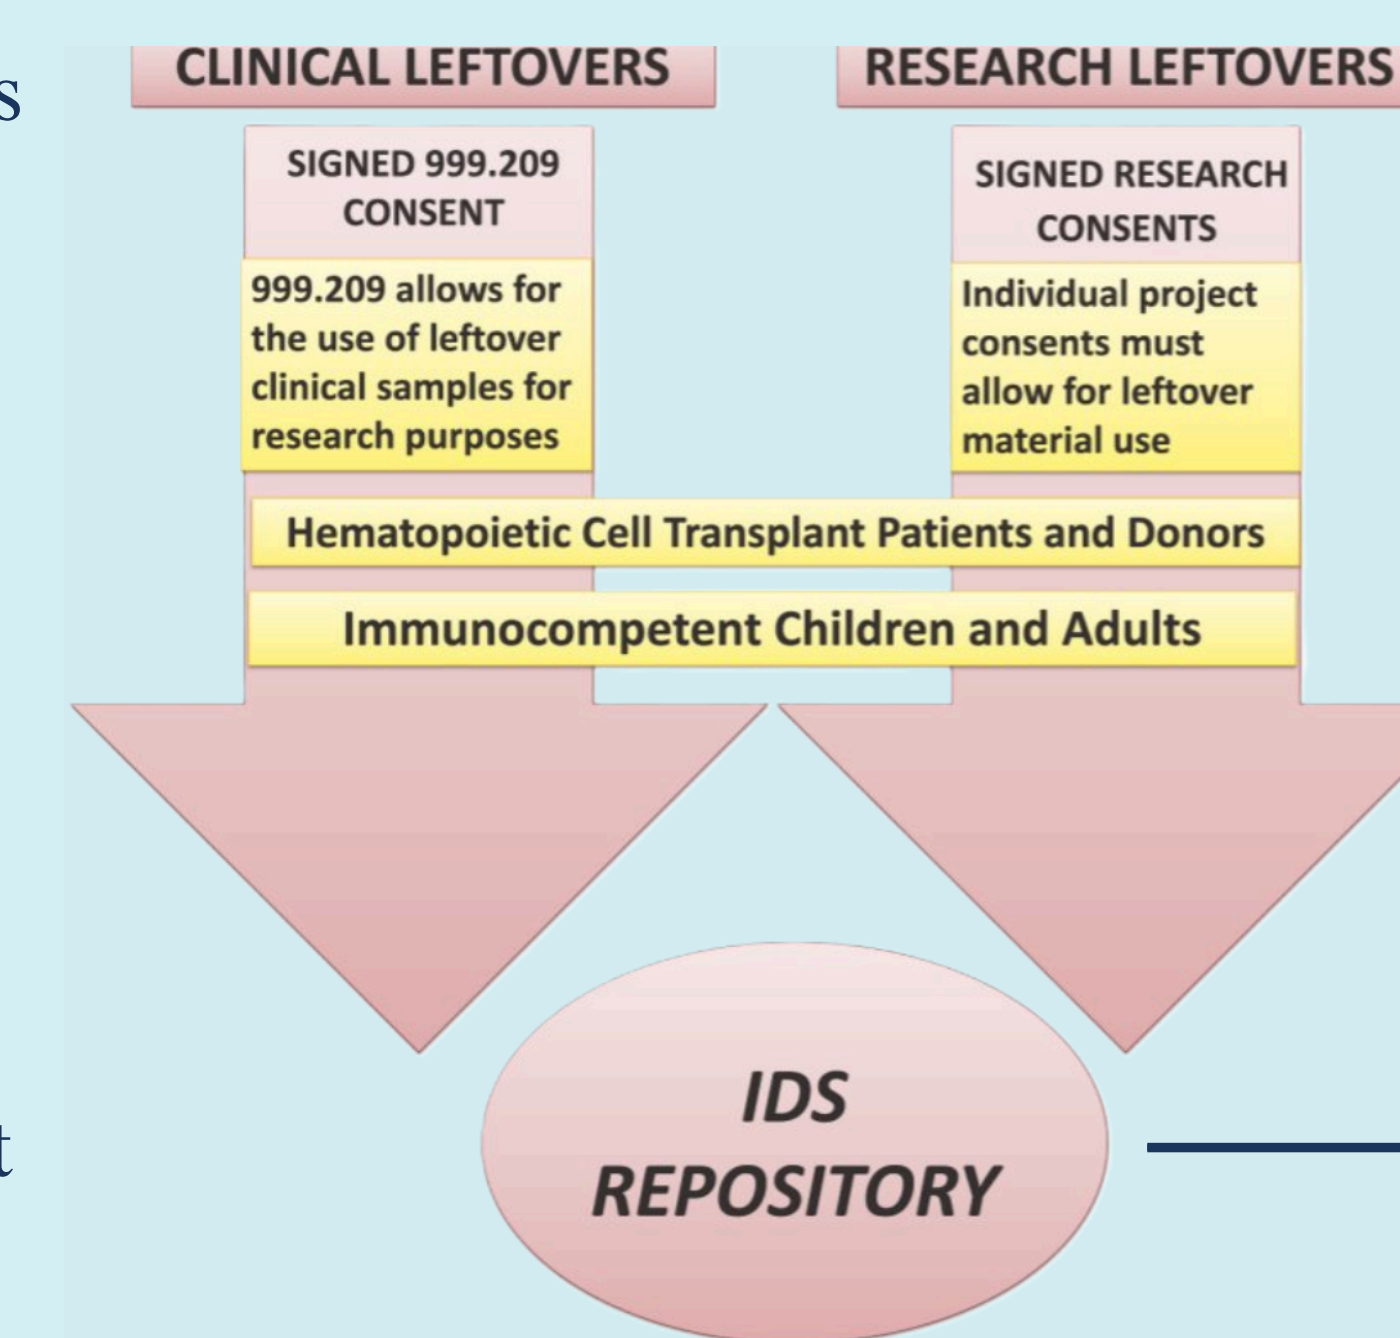 CLINICAL LEFTOVERS
SIGNED 999.209
CONSENT
999.209 allows for
the use of leftover
clinical samples for
research purposes
RESEARCH LEFTOVERS
SIGNED RESEARCH
CONSENTS
Individual project
consents must
allow for leftover
material use
Hematopoietic Cell Transplant Patients and Donors
Immunocompetent Children and Adults
IDS
REPOSITORY